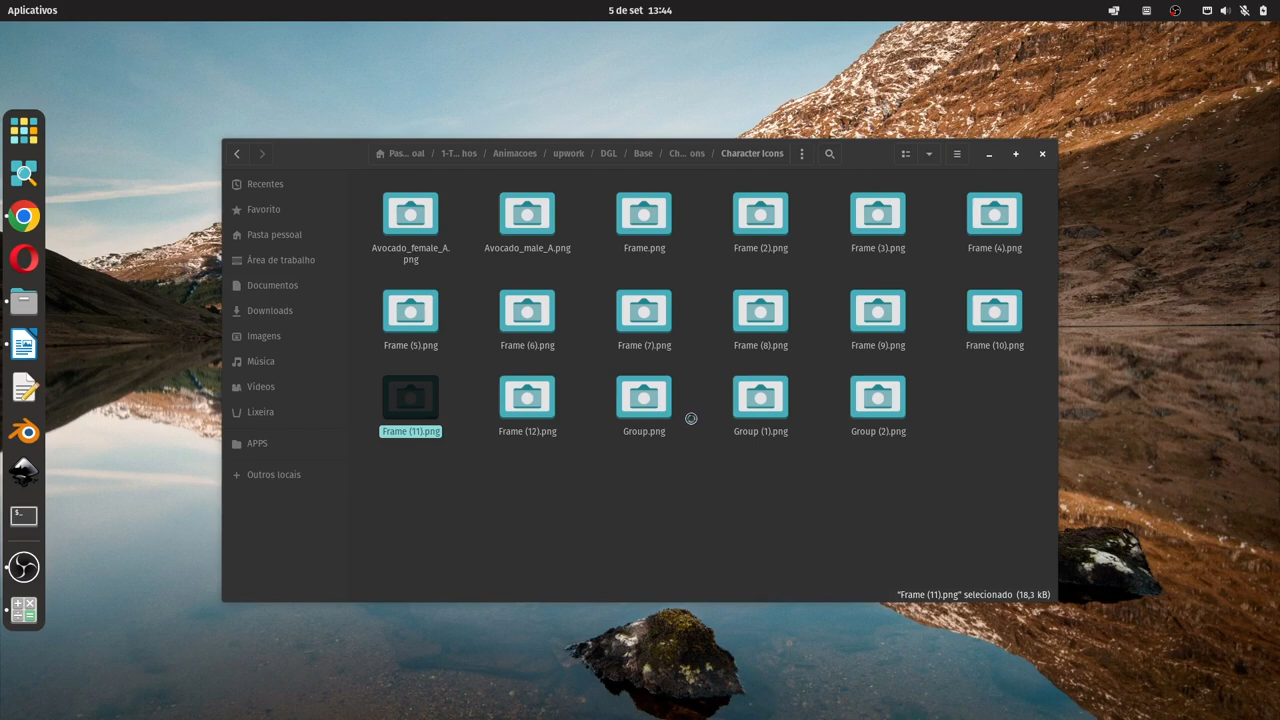 Aplicativos
5 de set 13:44
Pas... oal / 1-T... hos / Animacoes / upwork / DGL / Base / Ch... ons / Character Icons
Recentes
Favorito
Pasta pessoal
Área de trabalho
Documentos
Downloads
Imagens
Música
Vídeos
Lixeira
APPS
Outros locais
Avocado_female_A.
png
Avocado_male_A.png
Frame.png
Frame (2).png
Frame (3).png
Frame (4).png
Frame (5).png
Frame (6).png
Frame (7).png
Frame (8).png
Frame (9).png
Frame (10).png
Frame (11).png
Frame (12).png
Group.png
Group (1).png
Group (2).png
"Frame (11).png" selecionado (18,3 kB)